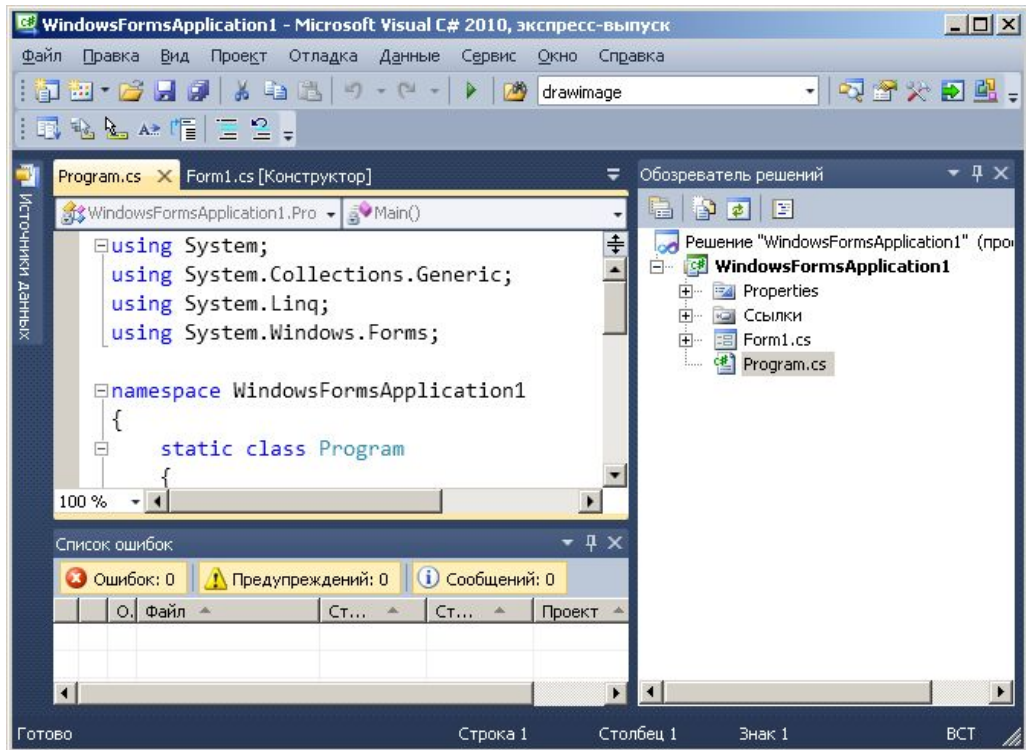 WindowsFormsApplication1 - Microsoft Visual C# 2010, экспресс-выпуск
Файл Правка Вид Проект Отладка Данные Сервис Окно Справка
drawimage
Источники данных
Program.cs Form1.cs [Конструктор]
WindowsFormsApplication1.Pro Main()
using System;
using System.Collections.Generic;
using System.Linq;
using System.Windows.Forms;
namespace WindowsFormsApplication1
{
static class Program
{
100 %
Список ошибок
Ошибок: 0 Предупреждений: 0 Сообщений: 0
О. Файл Ст... Ст... Проект
Обозреватель решений
Решение "WindowsFormsApplication1" (прое
WindowsFormsApplication1
Properties
Ссылки
Form1.cs
Program.cs
Готово Строка 1 Столбец 1 Знак 1 ВСТ